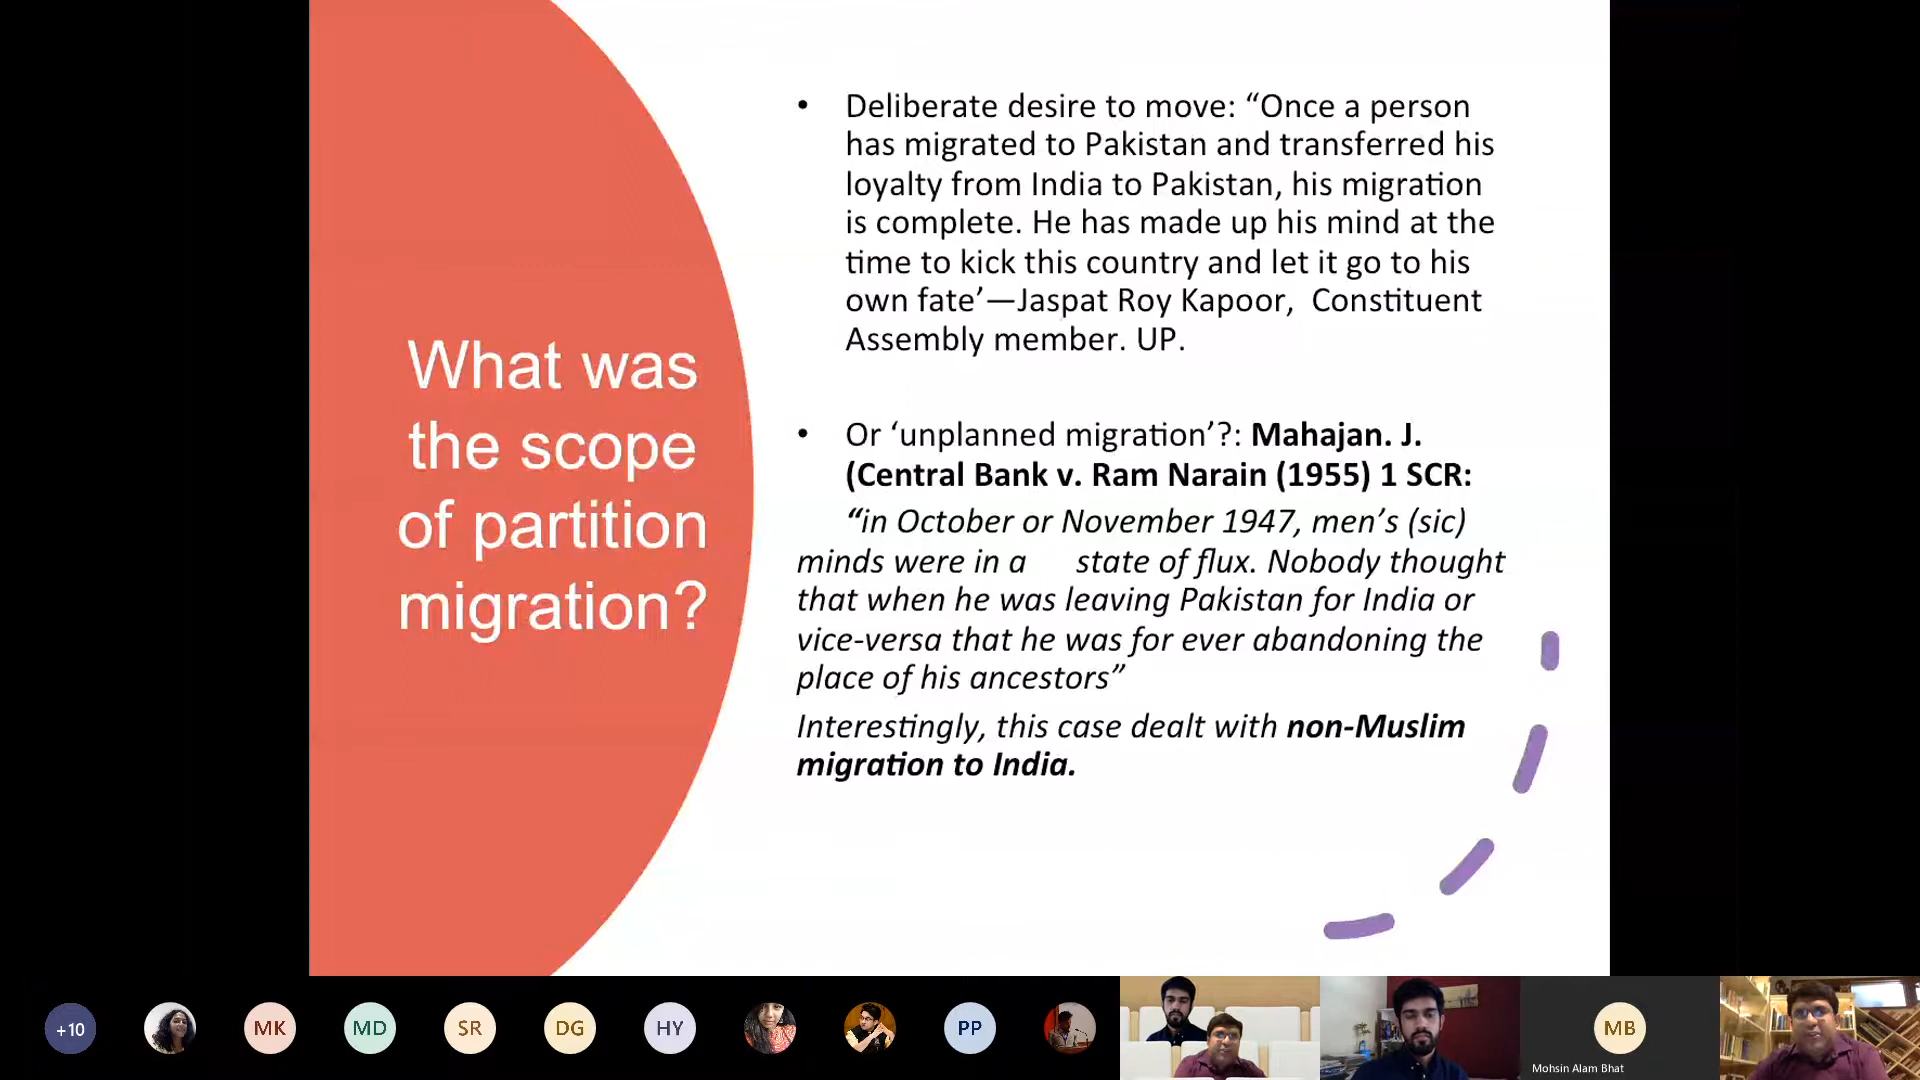 What was
the scope
of partition
migration?
• Deliberate desire to move: “Once a person
has migrated to Pakistan and transferred his
loyalty from India to Pakistan, his migration
is complete. He has made up his mind at the
time to kick this country and let it go to his
own fate’—Jaspat Roy Kapoor,  Constituent
Assembly member. UP.
• Or ‘unplanned migration’?: Mahajan. J.
(Central Bank v. Ram Narain (1955) 1 SCR:
“in October or November 1947, men’s (sic)
minds were in a state of flux. Nobody thought
that when he was leaving Pakistan for India or
vice-versa that he was for ever abandoning the
place of his ancestors”
Interestingly, this case dealt with non-Muslim
migration to India.
+10
MK
MD
SR
DG
HY
PP
MB
Mohsin Alam Bhat